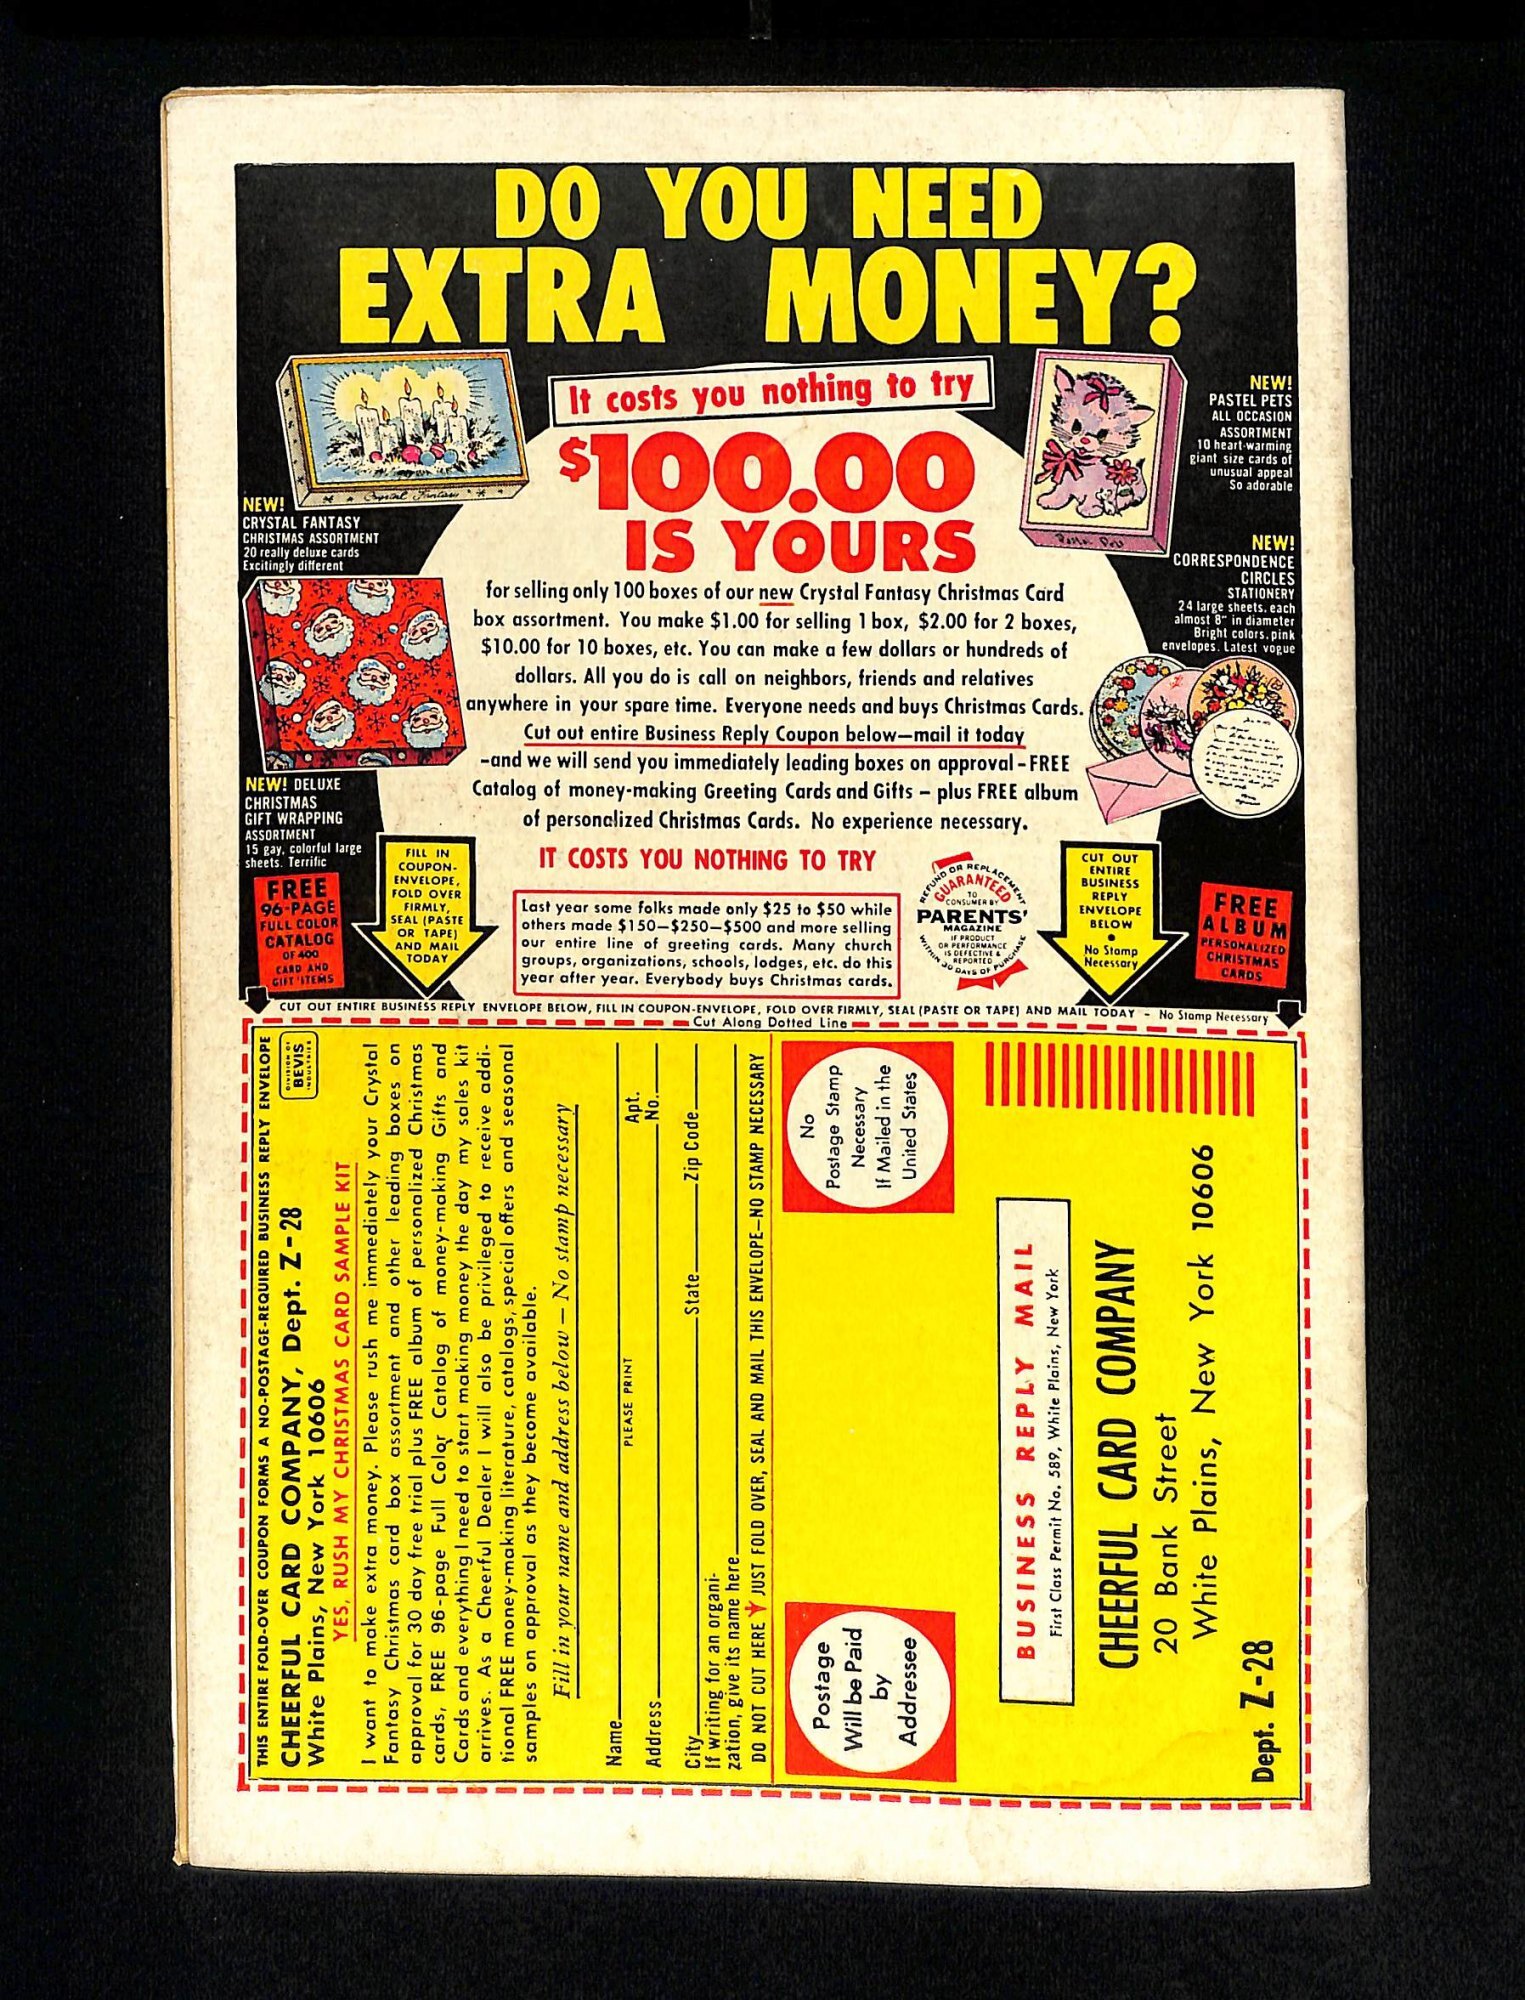 DO YOU NEED
EXTRA MONEY?
It costs you nothing to try
$100.00
IS YOURS
for selling only 100 boxes of our new Crystal Fantasy Christmas Card
box assortment. You make $1.00 for selling 1 box, $2.00 for 2 boxes,
$10.00 for 10 boxes, etc. You can make a few dollars or hundreds of
dollars. All you do is call on neighbors, friends and relatives
anywhere in your spare time. Everyone needs and buys Christmas Cards.
Cut out entire Business Reply Coupon below—mail it today
-and we will send you immediately leading boxes on approval - FREE
Catalog of money-making Greeting Cards and Gifts – plus FREE album
of personalized Christmas Cards. No experience necessary.
IT COSTS YOU NOTHING TO TRY
Crystal Fantasy
NEW!
CRYSTAL FANTASY
CHRISTMAS ASSORTMENT
20 really deluxe cards
Excitingly different
NEW! DELUXE
CHRISTMAS
GIFT WRAPPING
ASSORTMENT
15 gay, colorful large
sheets. Terrific
NEW!
PASTEL PETS
ALL OCCASION
ASSORTMENT
10 heart-warming
giant size cards of
unusual appeal
So adorable
NEW!
CORRESPONDENCE
CIRCLES
STATIONERY
24 large sheets. each
almost 8" in diameter
Bright colors. pink
envelopes. Latest vogue
FREE
96-PAGE
FULL COLOR
CATALOG
OF 400
CARD AND
GIFT ITEMS
FILL IN
COUPON-
ENVELOPE,
FOLD OVER
FIRMLY,
SEAL (PASTE
OR TAPE)
AND MAIL
TODAY
Last year some folks made only $25 to $50 while
others made $150—$250—$500 and more selling
our entire line of greeting cards. Many church
groups, organizations, schools, lodges, etc. do this
year after year. Everybody buys Christmas cards.
REFUND OR REPLACEMENT
GUARANTEED
TO
CONSUMER BY
PARENTS'
MAGAZINE
IF PRODUCT
OR PERFORMANCE
IS DEFECTIVE &
REPORTED
WITHIN 30 DAYS OF PURCHASE
CUT OUT
ENTIRE
BUSINESS
REPLY
ENVELOPE
BELOW
•
No Stamp
Necessary
FREE
ALBUM
PERSONALIZED
CHRISTMAS
CARDS
CUT OUT ENTIRE BUSINESS REPLY ENVELOPE BELOW, FILL IN COUPON-ENVELOPE, FOLD OVER FIRMLY, SEAL (PASTE OR TAPE) AND MAIL TODAY – No Stamp Necessary
Cut Along Dotted Line
THIS ENTIRE FOLD-OVER COUPON FORMS A NO-POSTAGE-REQUIRED BUSINESS REPLY ENVELOPE
CHEERFUL CARD COMPANY, Dept. Z-28
White Plains, New York 10606
DIVISION OF
BEVIS
INDUSTRIES
YES, RUSH MY CHRISTMAS CARD SAMPLE KIT
I want to make extra money. Please rush me immediately your Crystal
Fantasy Christmas card box assortment and other leading boxes on
approval for 30 day free trial plus FREE album of personalized Christmas
cards, FREE 96-page Full Color Catalog of money-making Gifts and
Cards and everything I need to start making money the day my sales kit
arrives. As a Cheerful Dealer I will also be privileged to receive addi-
tional FREE money-making literature, catalogs, special offers and seasonal
samples on approval as they become available.
Fill in your name and address below — No stamp necessary
Name
PLEASE PRINT
Apt.
Address No.
City State Zip Code
If writing for an organi-
zation, give its name here
DO NOT CUT HERE JUST FOLD OVER, SEAL AND MAIL THIS ENVELOPE—NO STAMP NECESSARY
Postage
Will be Paid
by
Addressee
No
Postage Stamp
Necessary
If Mailed in the
United States
BUSINESS REPLY MAIL
First Class Permit No. 589, White Plains, New York
CHEERFUL CARD COMPANY
20 Bank Street
White Plains, New York 10606
Dept. Z-28